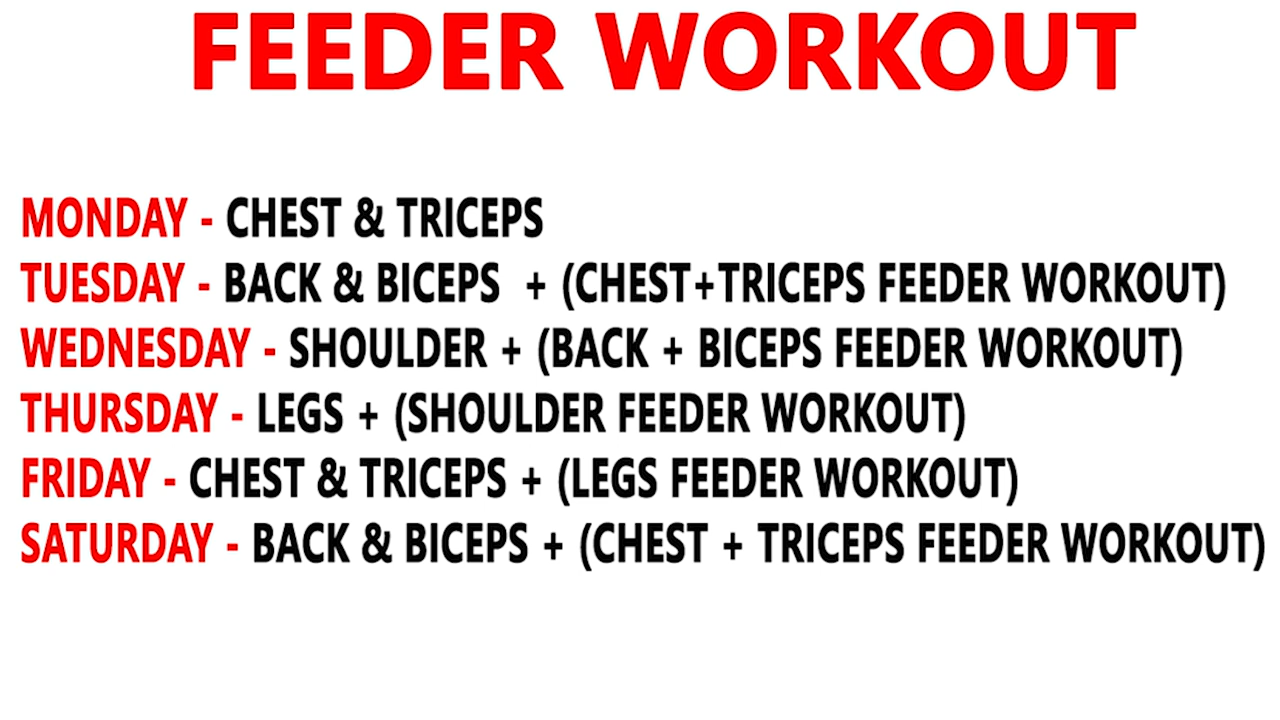 FEEDER WORKOUT
MONDAY - CHEST & TRICEPS
TUESDAY - BACK & BICEPS + (CHEST+TRICEPS FEEDER WORKOUT)
WEDNESDAY - SHOULDER + (BACK + BICEPS FEEDER WORKOUT)
THURSDAY - LEGS + (SHOULDER FEEDER WORKOUT)
FRIDAY - CHEST & TRICEPS + (LEGS FEEDER WORKOUT)
SATURDAY - BACK & BICEPS + (CHEST + TRICEPS FEEDER WORKOUT)